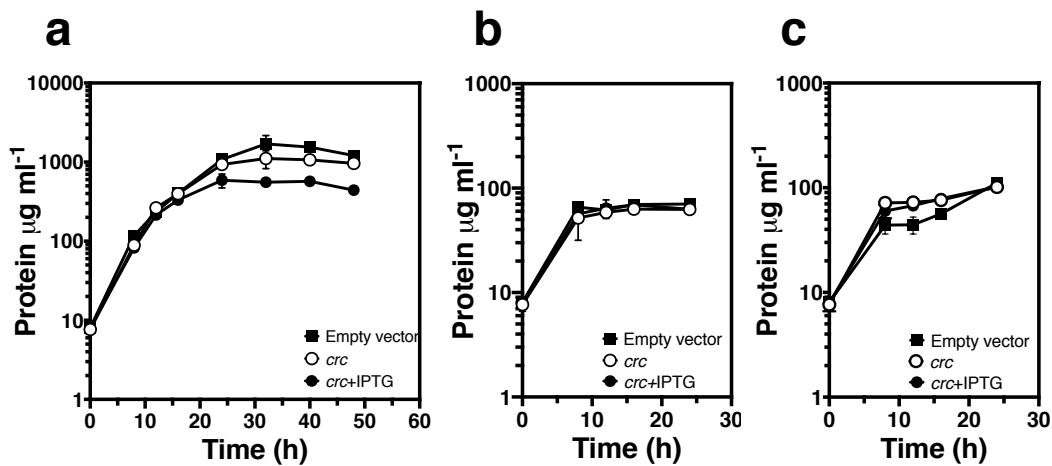 a
10000
1000
100
10
1
Protein µg ml-1
0 10 20 30 40 50 60
Time (h)
Empty vector
crc
crc+IPTG
b
1000
100
10
1
Protein µg ml-1
0 10 20 30
Time (h)
Empty vector
crc
crc+IPTG
c
1000
100
10
1
Protein µg ml-1
0 10 20 30
Time (h)
Empty vector
crc
crc+IPTG